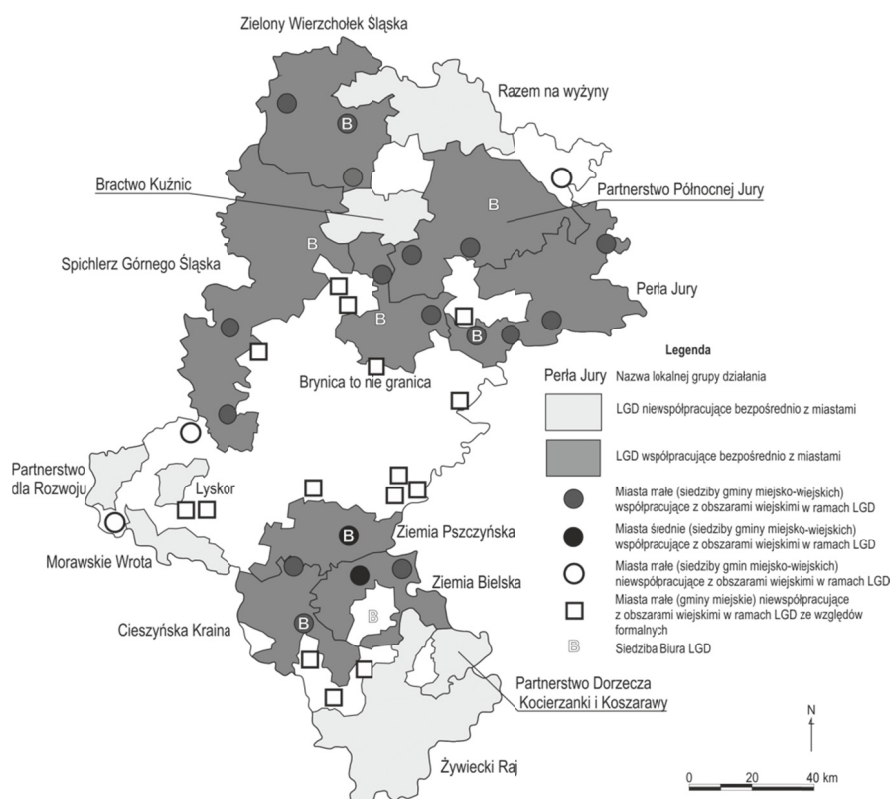 Zielony Wierzchołek Śląska
Razem na wyżyny
B
Bractwo Kuźnic
Partnerstwo Północnej Jury
B
B
Spichlerz Górnego Śląska
Perła Jury
B
B
Brynica to nie granica
Legenda
Perła Jury Nazwa lokalnej grupy działania
LGD niewspółpracujące bezpośrednio z miastami
LGD współpracujące bezpośrednio z miastami
Miasta małe (siedziby gminy miejsko-wiejskich)
współpracujące z obszarami wiejskimi w ramach LGD
Miasta średnie (siedziby gminy miejsko-wiejskich)
współpracujące z obszarami wiejskimi w ramach LGD
Miasta małe (siedziby gmin miejsko-wiejskich)
niewspółpracujące z obszarami wiejskimi w ramach LGD
Miasta małe (gminy miejskie) niewspółpracujące
z obszarami wiejskimi w ramach LGD ze względów
formalnych
B Siedziba Biura LGD
Partnerstwo
dla Rozwoju
Lyskor
Morawskie Wrota
B
Ziemia Pszczyńska
Ziemia Bielska
B
Cieszyńska Kraina
B
Partnerstwo Dorzecza
Kocierzanki i Koszarawy
Żywiecki Raj
N
0 20 40 km